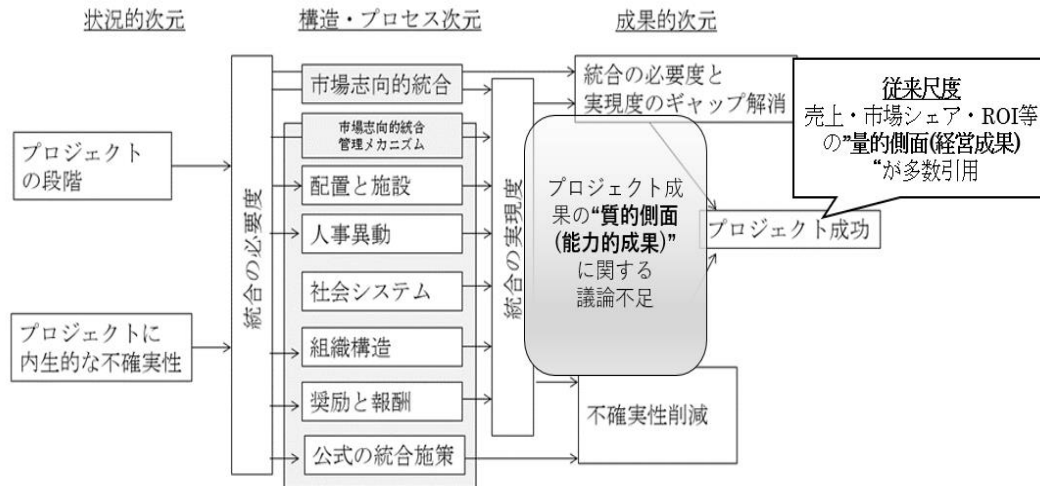 状況的次元
構造・プロセス次元
成果的次元
プロジェクト
の段階
プロジェクトに
内生的な不確実性
統合の必要度
市場志向的統合
市場志向的統合
管理メカニズム
配置と施設
人事異動
社会システム
組織構造
奨励と報酬
公式の統合施策
統合の実現度
統合の必要度と
実現度のギャップ解消
プロジェクト成
果の“質的側面
(能力的成果)”
に関する
議論不足
不確実性削減
従来尺度
売上・市場シェア・ROI等
の”量的側面(経営成果)
“が多数引用
プロジェクト成功